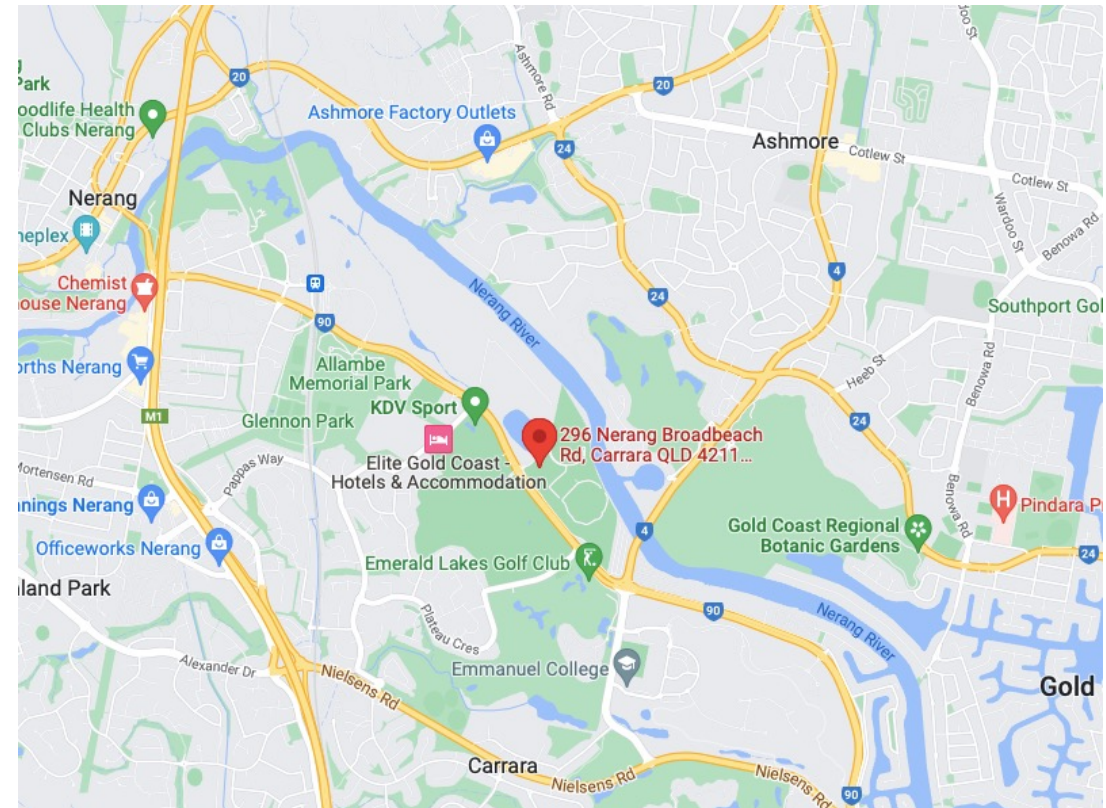 Park
20
Ashmore Rd
oodlife Health
Clubs Nerang
Ashmore Factory Outlets
20
24
Ashmore
Cotlew St
Cotlew St
Wardoo St
Benowa Rd
Nerang
neplex
Chemist
ouse Nerang
90
Nerang River
24
4
Southport Gol
orths Nerang
Allambe
Memorial Park
Glennon Park
KDV Sport
M1
Heeb St
Benowa Rd
24
296 Nerang Broadbeach
Rd, Carrara QLD 4211...
Elite Gold Coast -
Hotels & Accommodation
Mortensen Rd
Pappas Way
nnings Nerang
Officeworks Nerang
4
Benowa Rd
Pindara P
Gold Coast Regional
Botanic Gardens
24
Emerald Lakes Golf Club
land Park
90
Nerang River
Plateau Cres
Alexander Dr
Nielsens Rd
Emmanuel College
Gold
Carrara
Nielsens Rd
Nielsens Rd
90